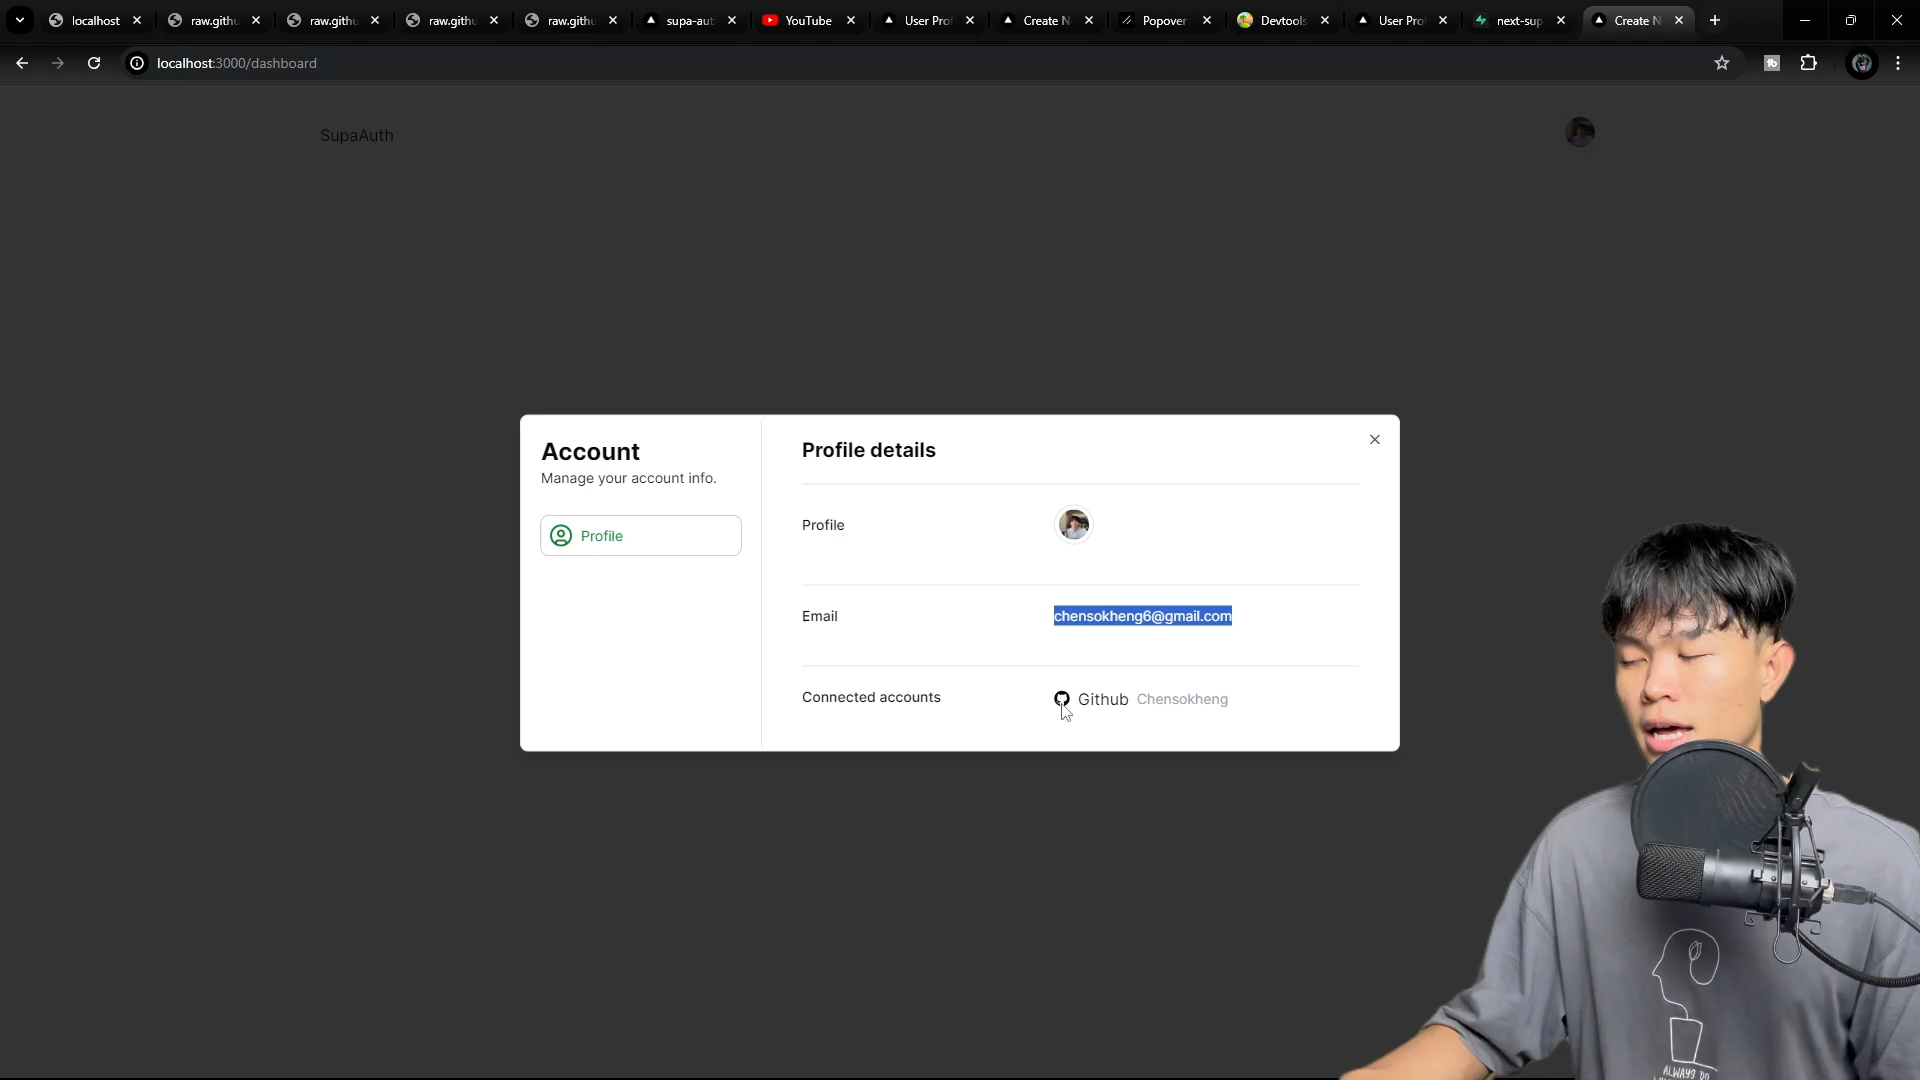 localhost
raw.githu
raw.githu
raw.githu
raw.githu
supa-aut
YouTube
User Prof
Create N
Popover
Devtools
User Prof
next-sup
Create N
localhost:3000/dashboard
SupaAuth
Account
Manage your account info.
Profile
Profile details
Profile
Email
chensokheng6@gmail.com
Connected accounts
Github Chensokheng